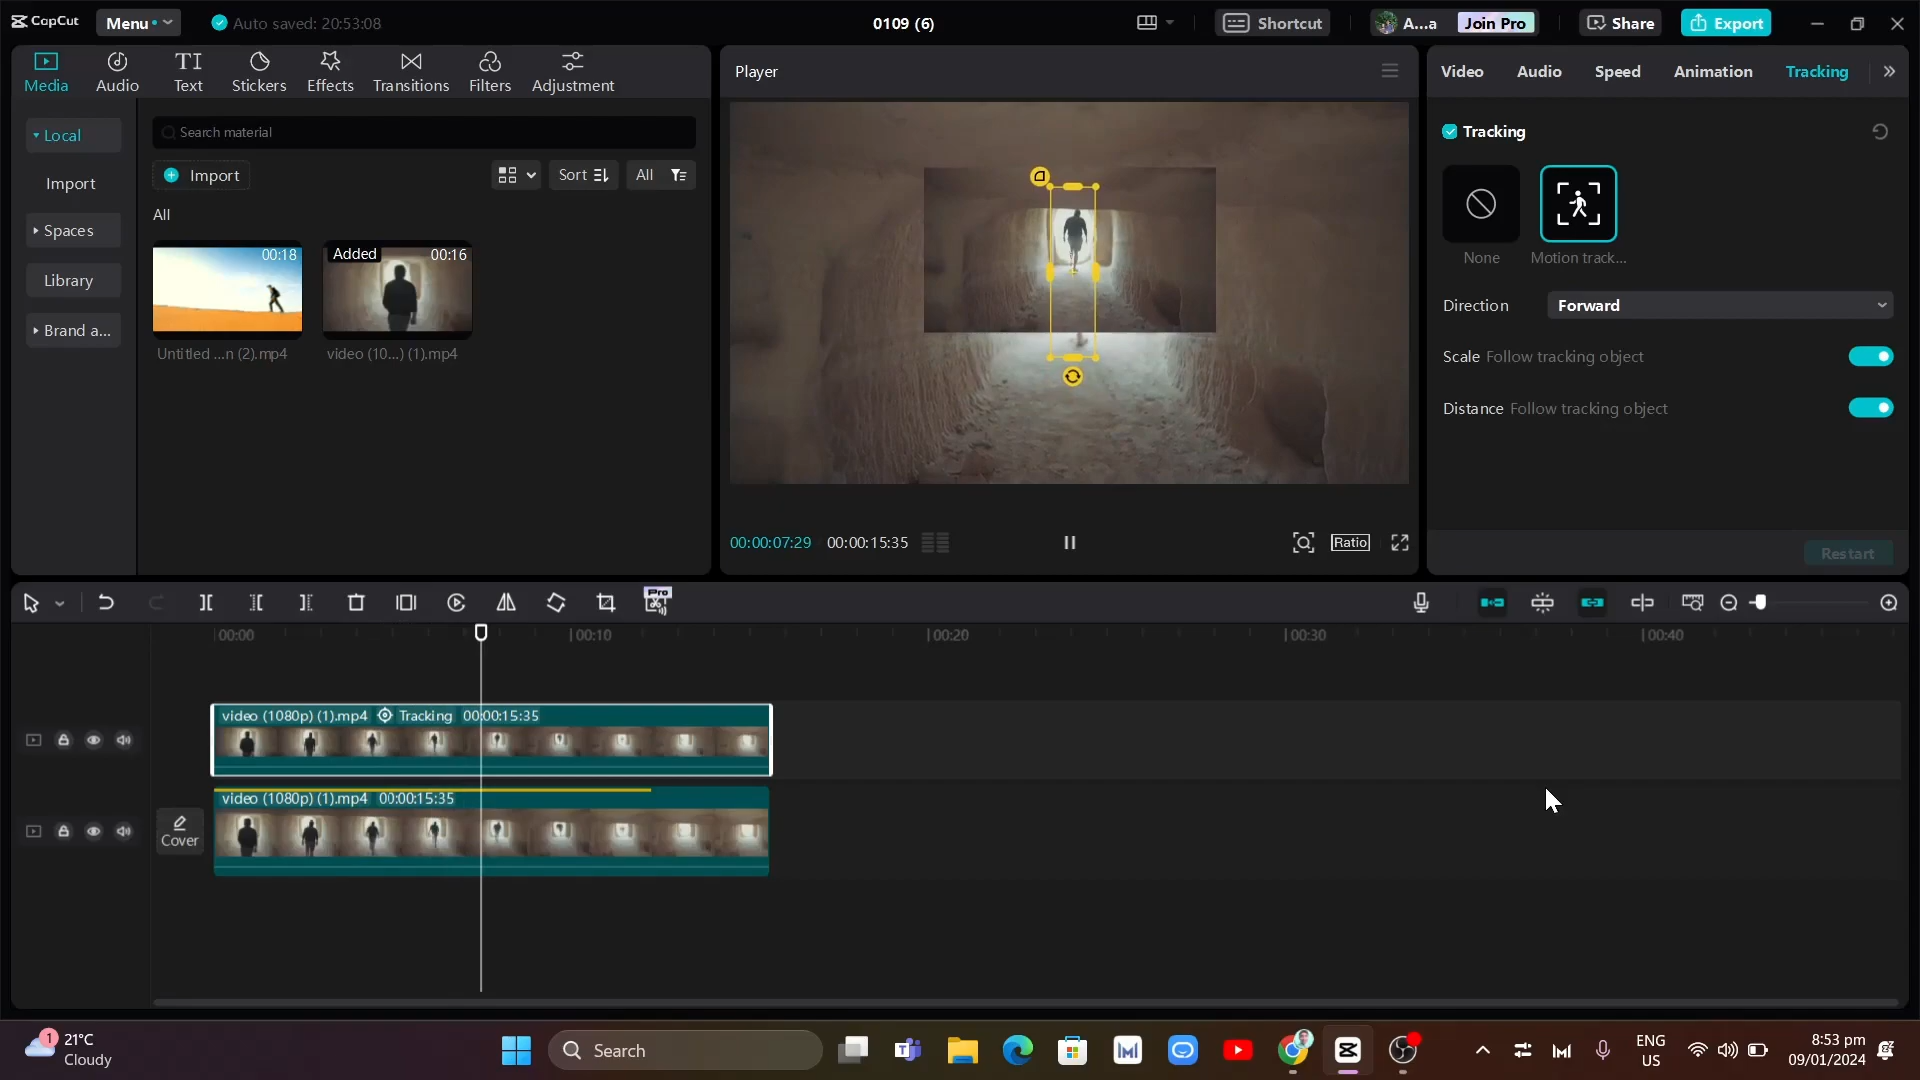 CapCut
Menu
Auto saved: 20:53:08
0109 (6)
Shortcut
A...a
Join Pro
Share
Export
Media
Audio
Text
Stickers
Effects
Transitions
Filters
Adjustment
Local
Import
Spaces
Library
Brand a...
Search material
Import
Sort
All
All
00:18
Added
00:16
Untitled ...n (2).mp4
video (10...) (1).mp4
Player
00:00:07:29
00:00:15:35
Ratio
Video
Audio
Speed
Animation
Tracking
Tracking
None
Motion track...
Direction
Forward
Scale Follow tracking object
Distance Follow tracking object
Restart
Pro
00:00
00:10
00:20
00:30
00:40
video (1080p) (1).mp4 Tracking 00:00:15:35
video (1080p) (1).mp4 00:00:15:35
Cover
1
21°C
Cloudy
Search
ENG
US
8:53 pm
09/01/2024